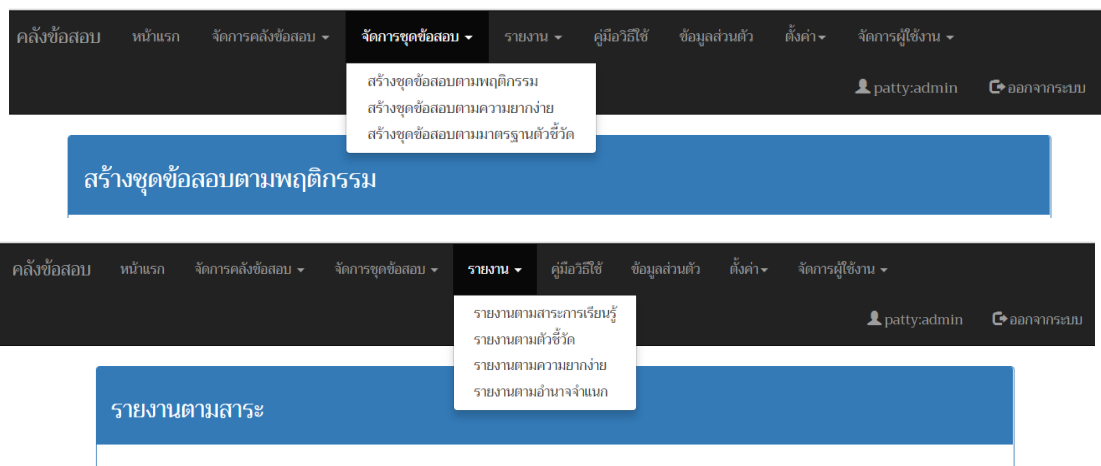 คลังข้อสอบ หน้าแรก จัดการคลังข้อสอบ จัดการชุดข้อสอบ รายงาน คู่มือวิธีใช้ ข้อมูลส่วนตัว ตั้งค่า จัดการผู้ใช้งาน
สร้างชุดข้อสอบตามพฤติกรรม
สร้างชุดข้อสอบตามความยากง่าย
สร้างชุดข้อสอบตามมาตรฐานตัวชี้วัด
patty:admin ออกจากระบบ
สร้างชุดข้อสอบตามพฤติกรรม
คลังข้อสอบ หน้าแรก จัดการคลังข้อสอบ จัดการชุดข้อสอบ รายงาน คู่มือวิธีใช้ ข้อมูลส่วนตัว ตั้งค่า จัดการผู้ใช้งาน
รายงานตามสาระการเรียนรู้
รายงานตามตัวชี้วัด
รายงานตามความยากง่าย
รายงานตามอำนาจจำแนก
patty:admin ออกจากระบบ
รายงานตามสาระ